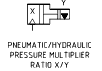 X Y
PNEUMATIC/HYDRAULIC
PRESSURE MULTIPLIER
RATIO X/Y